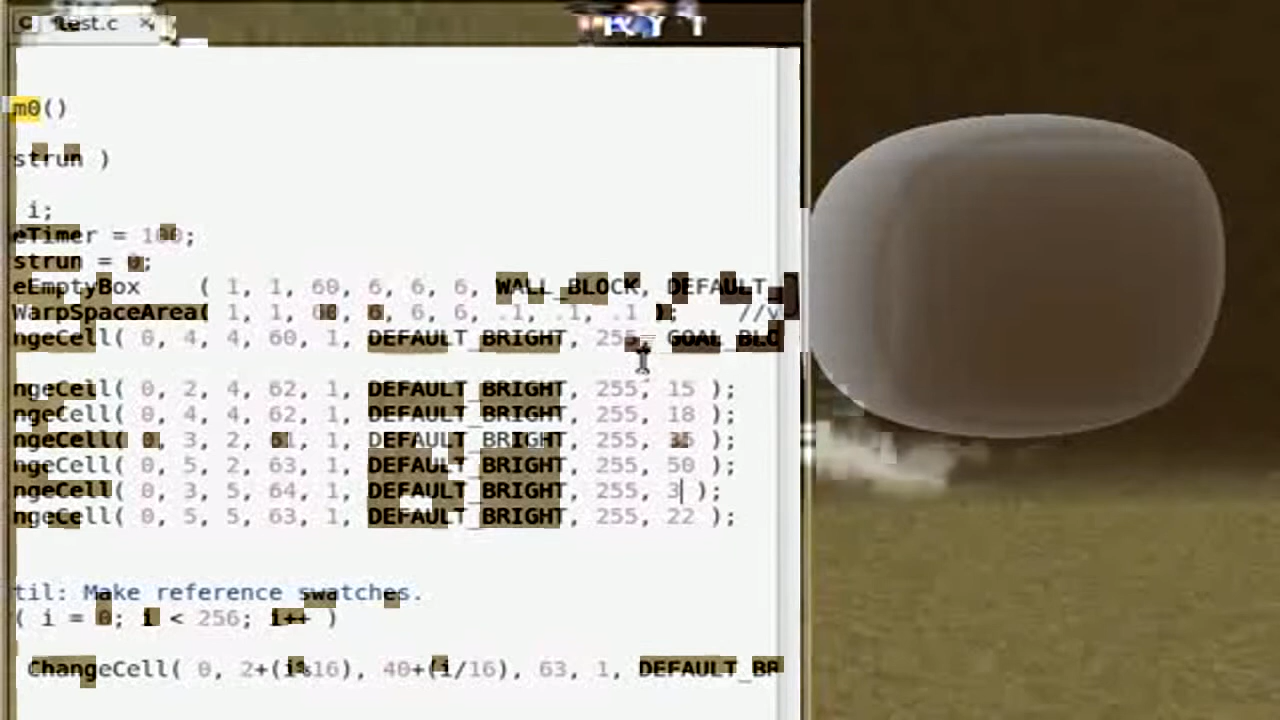 test.c
m0()
strun )
i;
eTimer = 100;
strun = 0;
eEmptyBox ( 1, 1, 60, 6, 6, 6, WALL_BLOCK, DEFAULT_
WarpSpaceArea( 1, 1, 60, 6, 6, 6, .1, .1, .1 ); //v
ngeCell( 0, 4, 4, 60, 1, DEFAULT_BRIGHT, 255, GOAL_BLO
ngeCell( 0, 2, 4, 62, 1, DEFAULT_BRIGHT, 255, 15 );
ngeCell( 0, 4, 4, 62, 1, DEFAULT_BRIGHT, 255, 18 );
ngeCell( 0, 3, 2, 61, 1, DEFAULT_BRIGHT, 255, 35 );
ngeCell( 0, 5, 2, 63, 1, DEFAULT_BRIGHT, 255, 50 );
ngeCell( 0, 3, 5, 64, 1, DEFAULT_BRIGHT, 255, 3 );
ngeCell( 0, 5, 5, 63, 1, DEFAULT_BRIGHT, 255, 22 );
til: Make reference swatches.
( i = 0; i < 256; i++ )
ChangeCell( 0, 2+(i%16), 40+(i/16), 63, 1, DEFAULT_BR